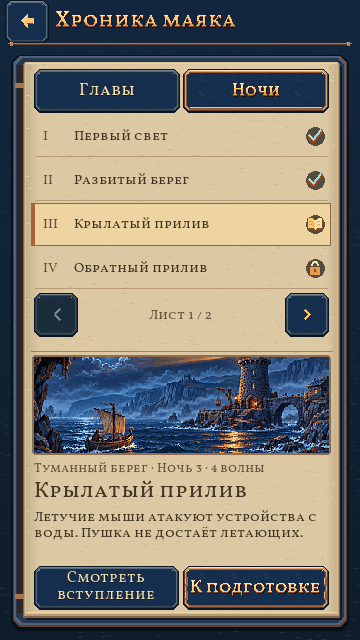 Хроника маяка
Главы
Ночи
I Первый свет
II Разбитый берег
III Крылатый прилив
IV Обратный прилив
Лист 1 / 2
Туманный берег · Ночь 3 · 4 волны
Крылатый прилив
Летучие мыши атакуют устройства с
воды. Пушка не достаёт летающих.
Смотреть
вступление
К подготовке